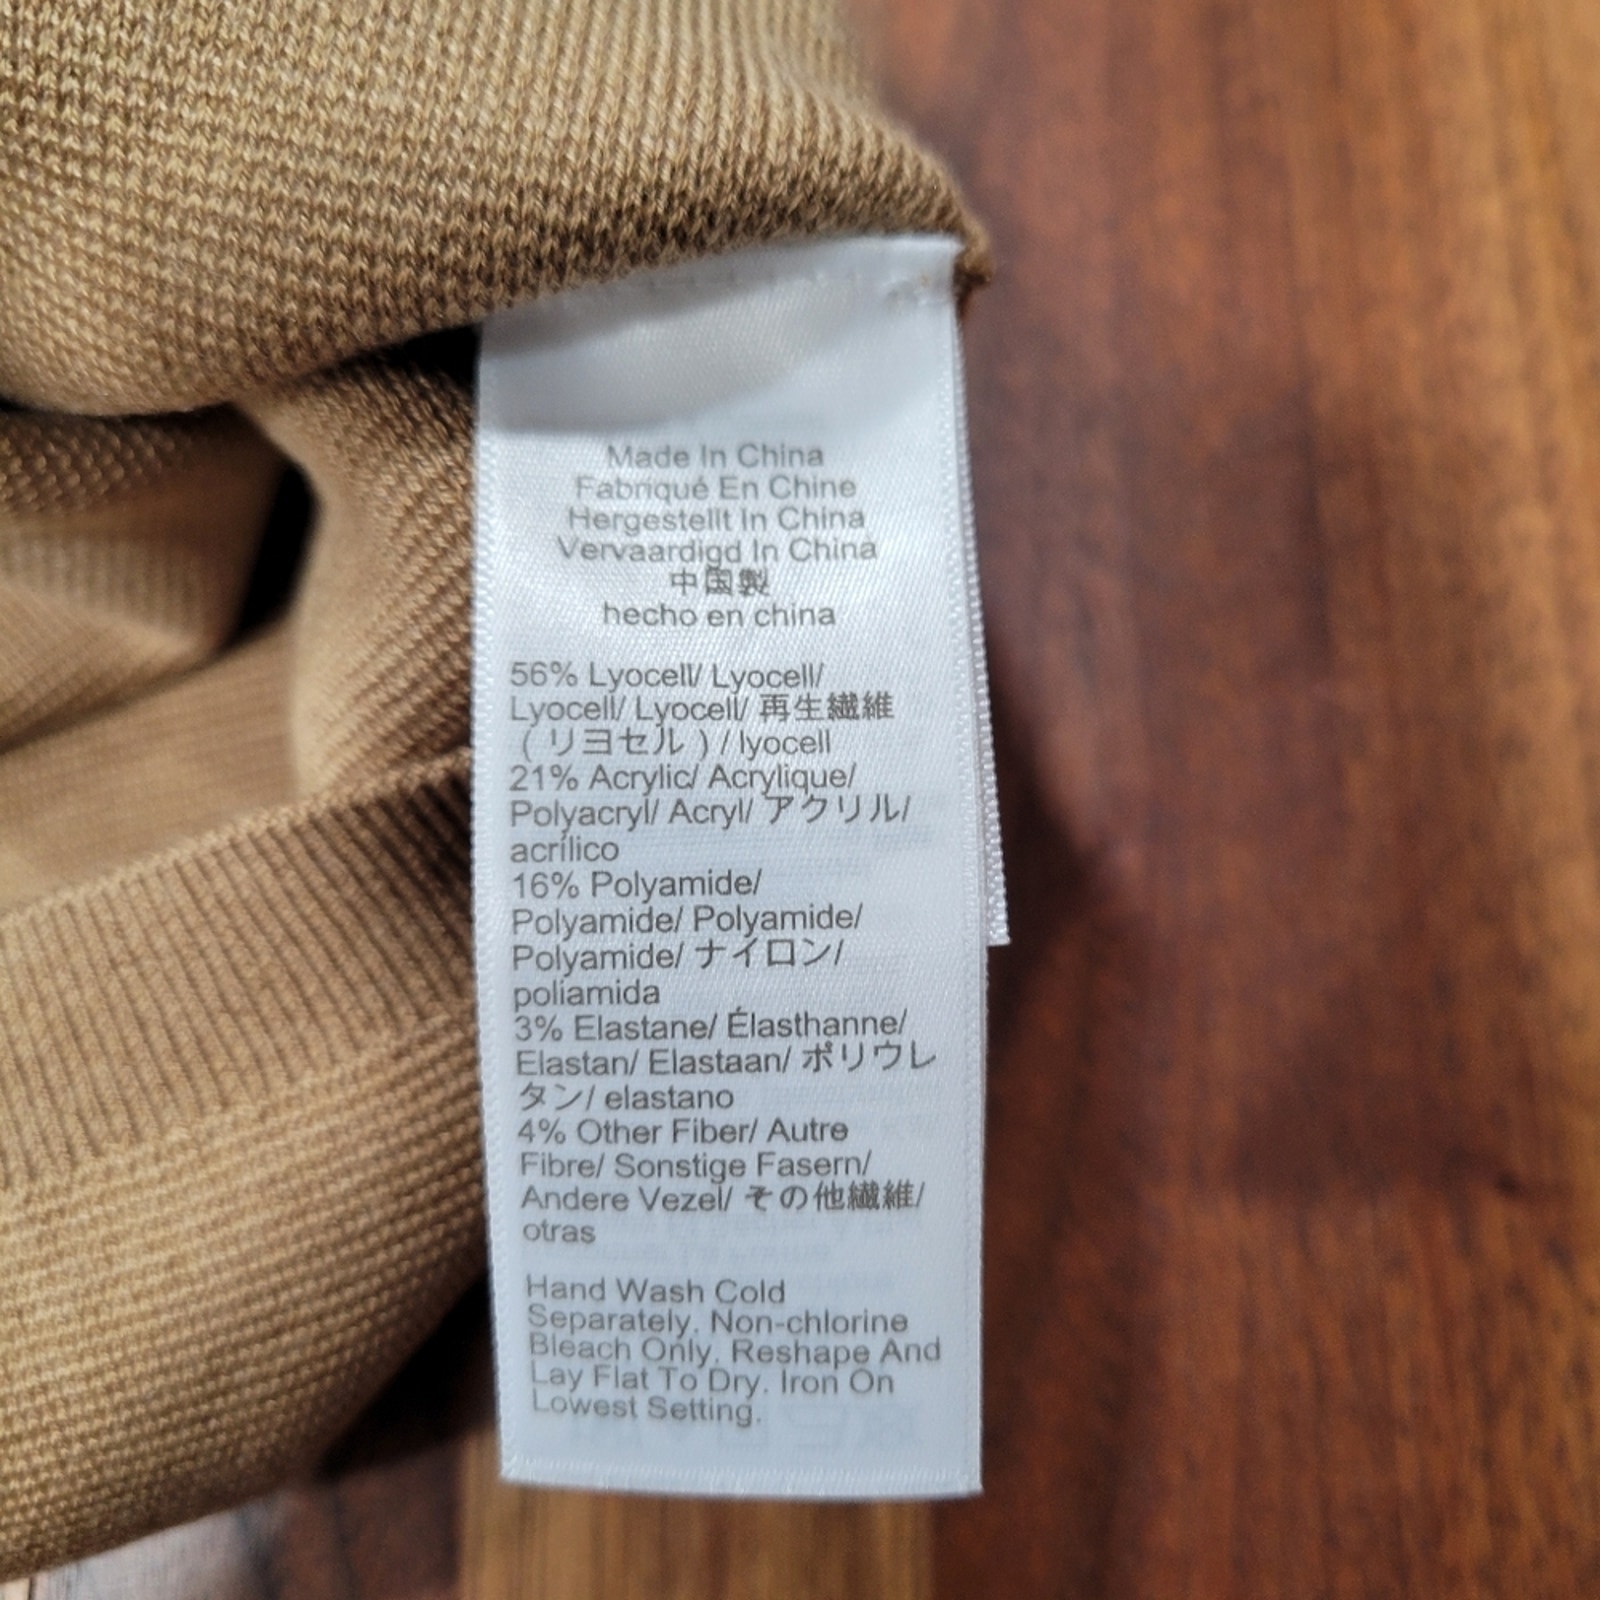 Made In China
Fabriqué En Chine
Hergestellt In China
Vervaardigd In China
中国製
hecho en china
56% Lyocell/ Lyocell/
Lyocell/ Lyocell/ 再生繊維
(リヨセル) / lyocell
21% Acrylic/ Acrylique/
Polyacryl/ Acryl/ アクリル/
acrílico
16% Polyamide/
Polyamide/ Polyamide/
Polyamide/ ナイロン/
poliamida
3% Elastane/ Élasthanne/
Elastan/ Elastaan/ ポリウレ
タン/ elastano
4% Other Fiber/ Autre
Fibre/ Sonstige Fasern/
Andere Vezel/ その他繊維/
otras
Hand Wash Cold
Separately. Non-chlorine
Bleach Only. Reshape And
Lay Flat To Dry. Iron On
Lowest Setting.